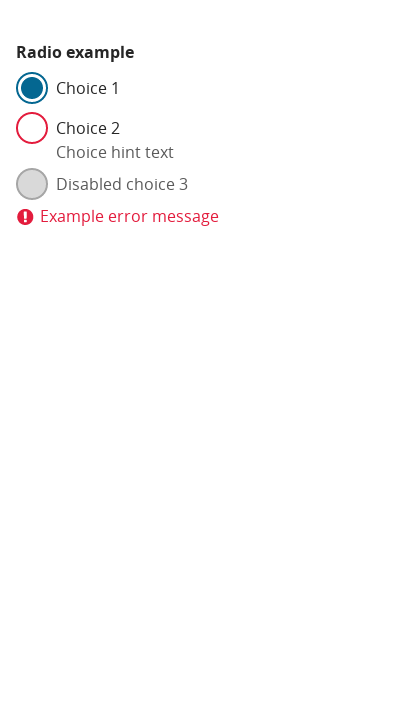 Radio example
Choice 1
Choice 2
Choice hint text
Disabled choice 3
Example error message